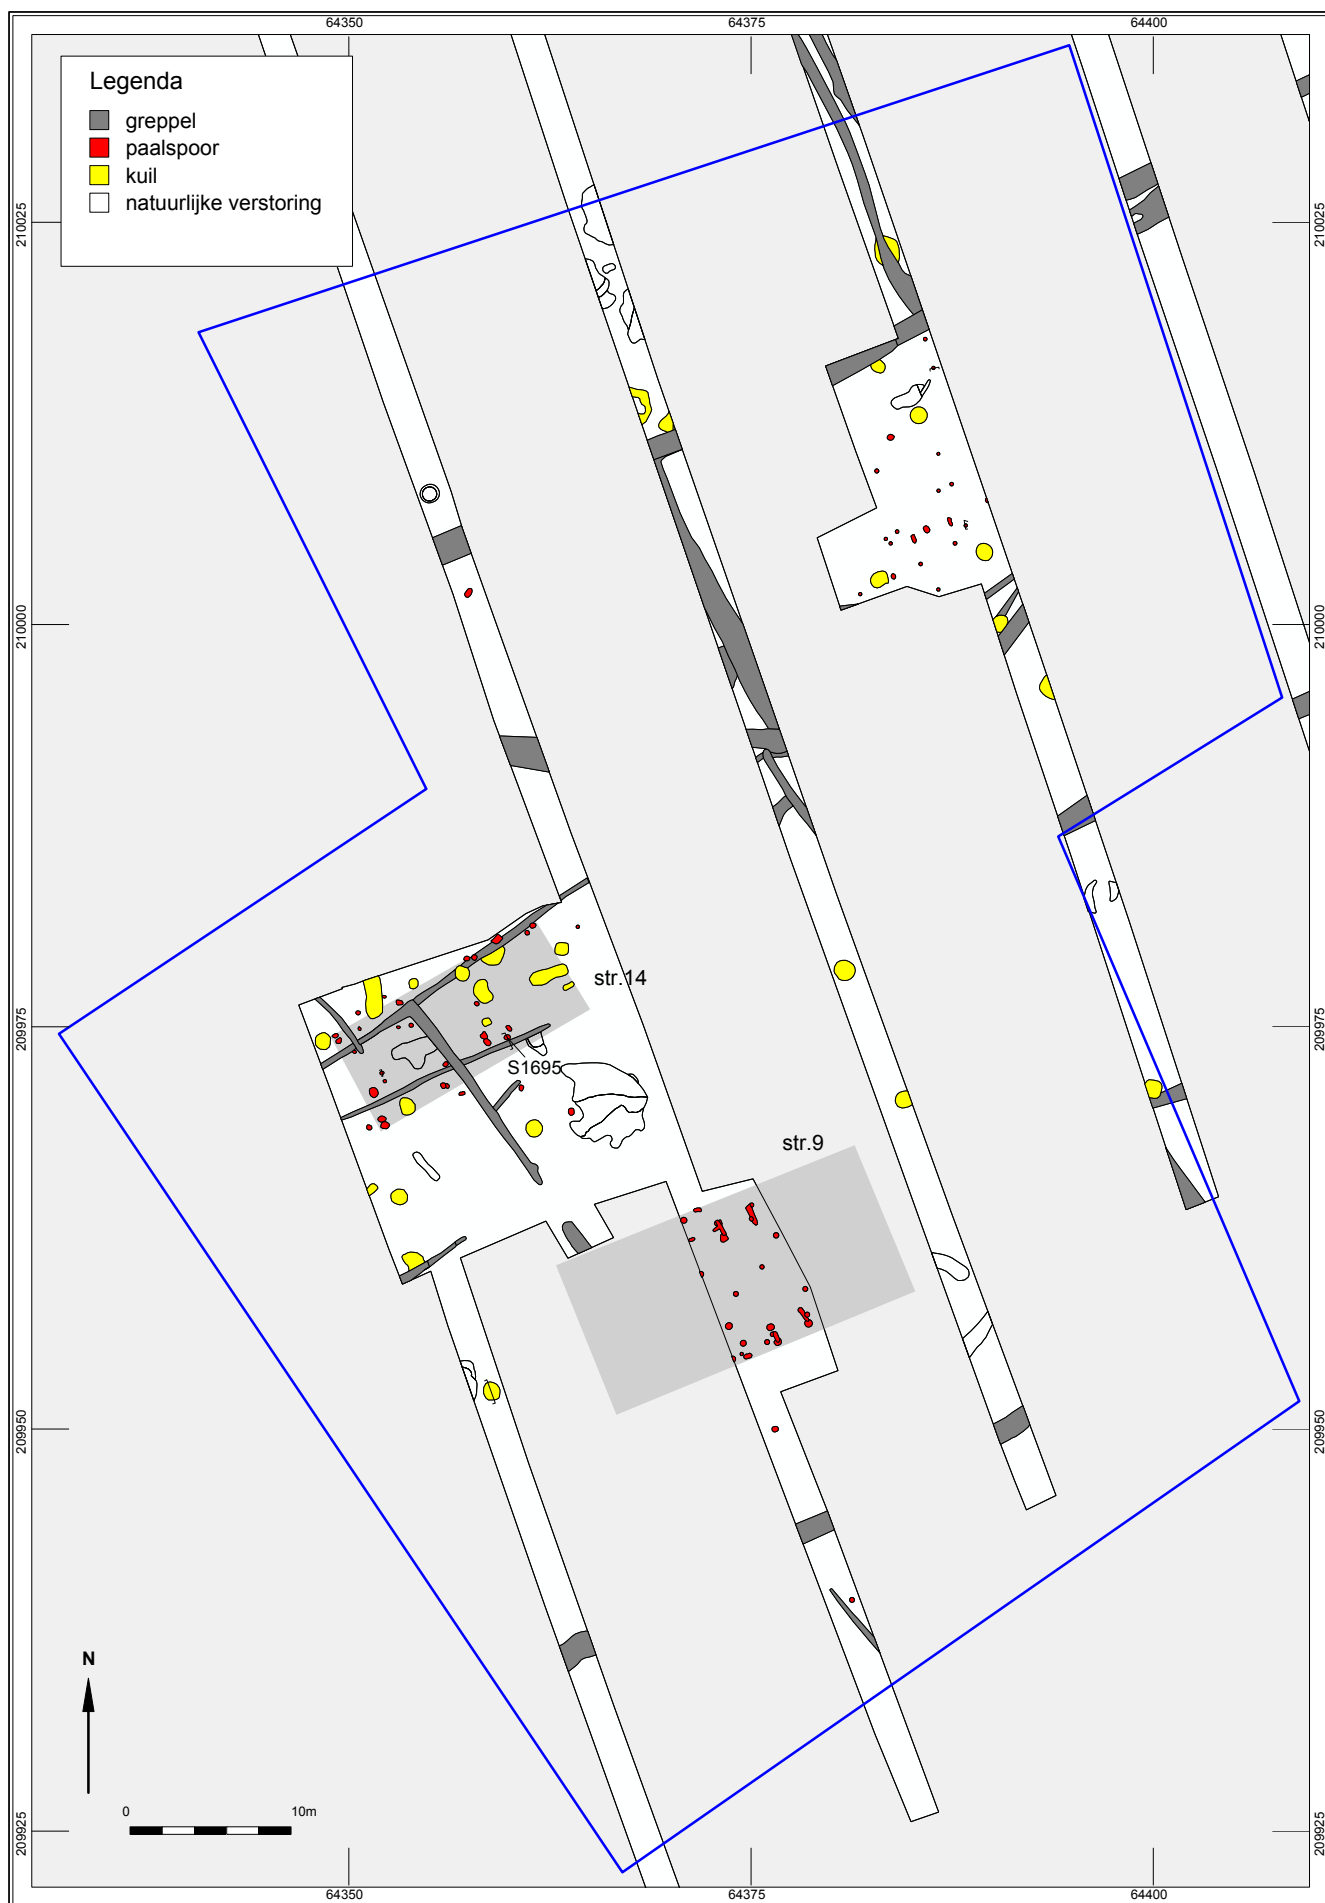 64350 64375 64400
Legenda
greppel
paalspoor
kuil
natuurlijke verstoring
210025 210025
210000 210000
str.14
209975 209975
S1695
str.9
209950 209950
N
0 10m
209925 209925
64350 64375 64400